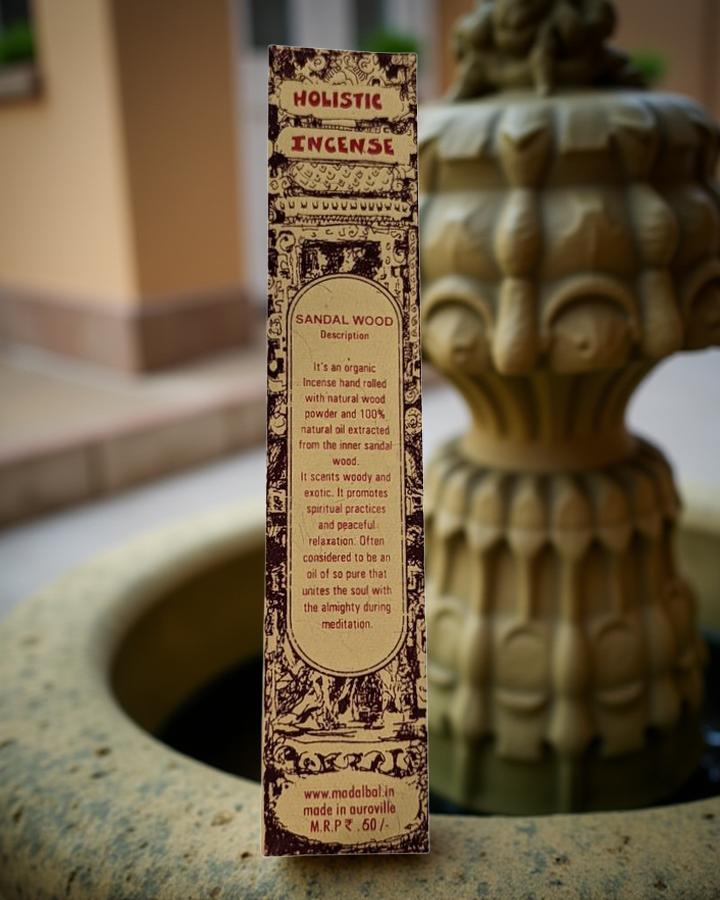 HOLISTIC
INCENSE
SANDAL WOOD
Description
It's an organic
Incense hand rolled
with natural wood
powder and 100%
natural oil extracted
from the inner sandal
wood.
It scents woody and
exotic. It promotes
spiritual practices
and peaceful
relaxation. Often
considered to be an
oil of so pure that
unites the soul with
the almighty during
meditation.
www.madalbal.in
made in auroville
M.R.P ₹ .60/-